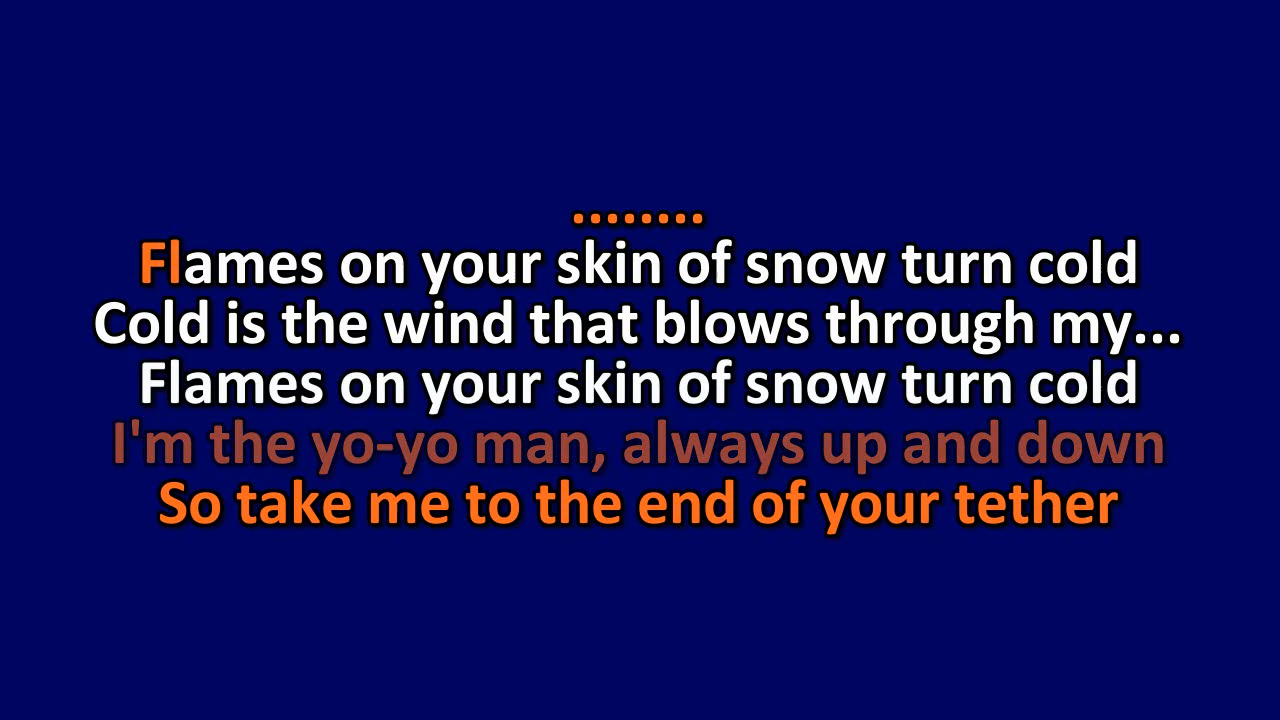 ........
Flames on your skin of snow turn cold
Cold is the wind that blows through my...
Flames on your skin of snow turn cold
I'm the yo-yo man, always up and down
So take me to the end of your tether